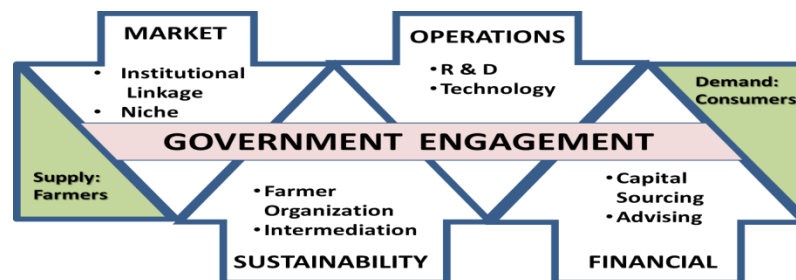 MARKET
• Institutional
Linkage
• Niche
OPERATIONS
• R & D
• Technology
Demand:
Consumers
GOVERNMENT ENGAGEMENT
Supply:
Farmers
• Farmer
Organization
• Intermediation
SUSTAINABILITY
• Capital
Sourcing
• Advising
FINANCIAL